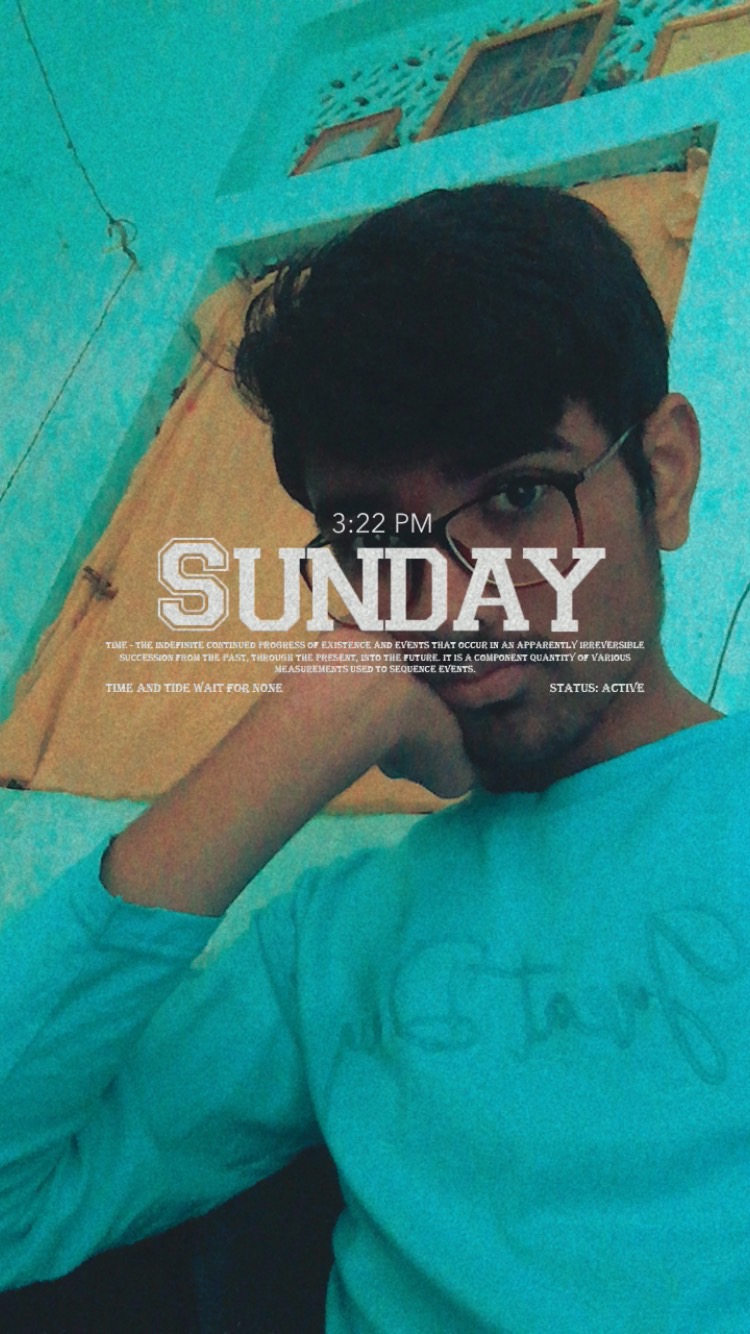 3:22 PM
SUNDAY
TIME - THE INDEFINITE CONTINUED PROGRESS OF EXISTENCE AND EVENTS THAT OCCUR IN AN APPARENTLY IRREVERSIBLE
SUCCESSION FROM THE PAST, THROUGH THE PRESENT, INTO THE FUTURE. IT IS A COMPONENT QUANTITY OF VARIOUS
MEASUREMENTS USED TO SEQUENCE EVENTS.
TIME AND TIDE WAIT FOR NONE STATUS: ACTIVE